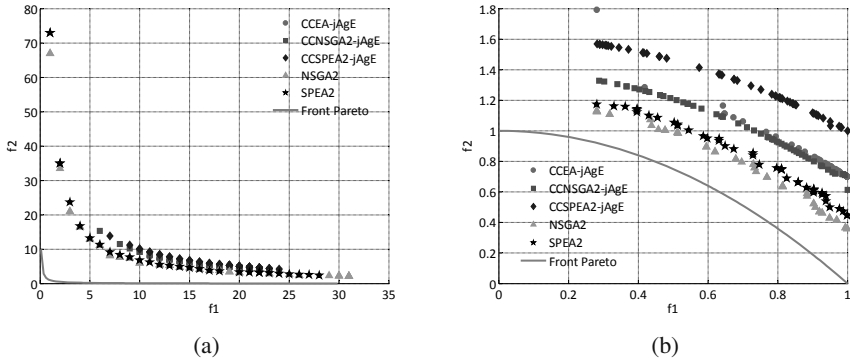 80
70
60
50
40
30
20
10
0
f2
0 5 10 15 20 25 30 35
f1
CCEA-jAgE
CCNSGA2-jAgE
CCSPEA2-jAgE
NSGA2
SPEA2
Front Pareto
(a)
1.8
1.6
1.4
1.2
1
0.8
0.6
0.4
0.2
0
f2
0 0.2 0.4 0.6 0.8 1
f1
CCEA-jAgE
CCNSGA2-jAgE
CCSPEA2-jAgE
NSGA2
SPEA2
Front Pareto
(b)